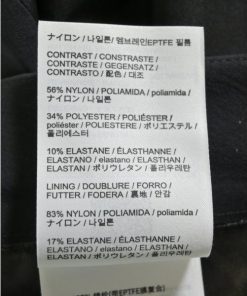 ナイロン / 나일론 / 멤브레인EPTFE 필름
CONTRAST / CONSTRASTE /
CONTRASTE / GEGENSATZ /
CONTRASTO / 配色 / 대조
56% NYLON / POLIAMIDA / poliamida /
ナイロン / 나일론
34% POLYESTER / POLIÉSTER /
poliéster / POLIESTERE /
POLIESTERE / ポリエステル /
폴리에스터
10% ELASTANE / ÉLASTHANNE /
ELASTANO / elastano / ELASTHAN /
ELASTAN / ポリウレタン / 폴리우레탄
LINING / DOUBLURE / FORRO /
FUTTER / FODERA / 裏地 / 안감
83% NYLON / POLIAMIDA / poliamida /
ナイロン / 나일론
17% ELASTANE / ÉLASTHANNE /
ELASTANO / elastano / ELASTHAN /
ELASTAN / ポリウレタン / 폴리우레탄